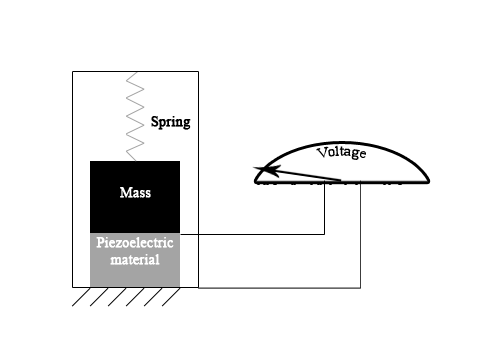 Spring
Voltage
Mass
Piezoelectric
material